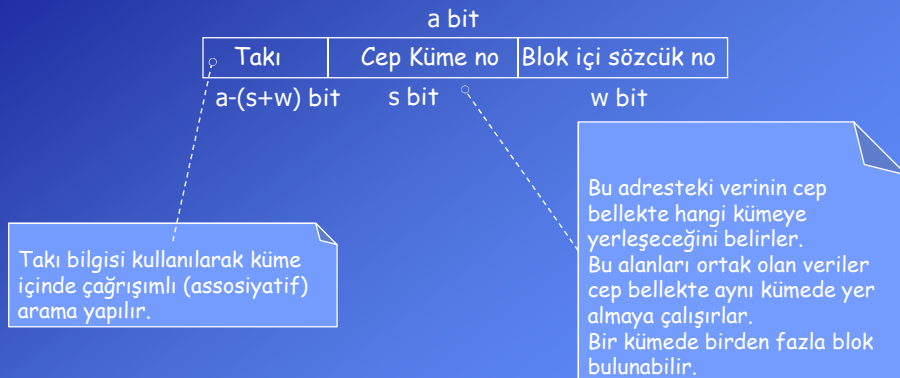 a bit
Takı Cep Küme no Blok içi sözcük no
a-(s+w) bit s bit w bit
Takı bilgisi kullanılarak küme
içinde çağrışımlı (assosiyatif)
arama yapılır.
Bu adresteki verinin cep
bellekte hangi kümeye
yerleşeceğini belirler.
Bu alanları ortak olan veriler
cep bellekte aynı kümede yer
almaya çalışırlar.
Bir kümede birden fazla blok
bulunabilir.